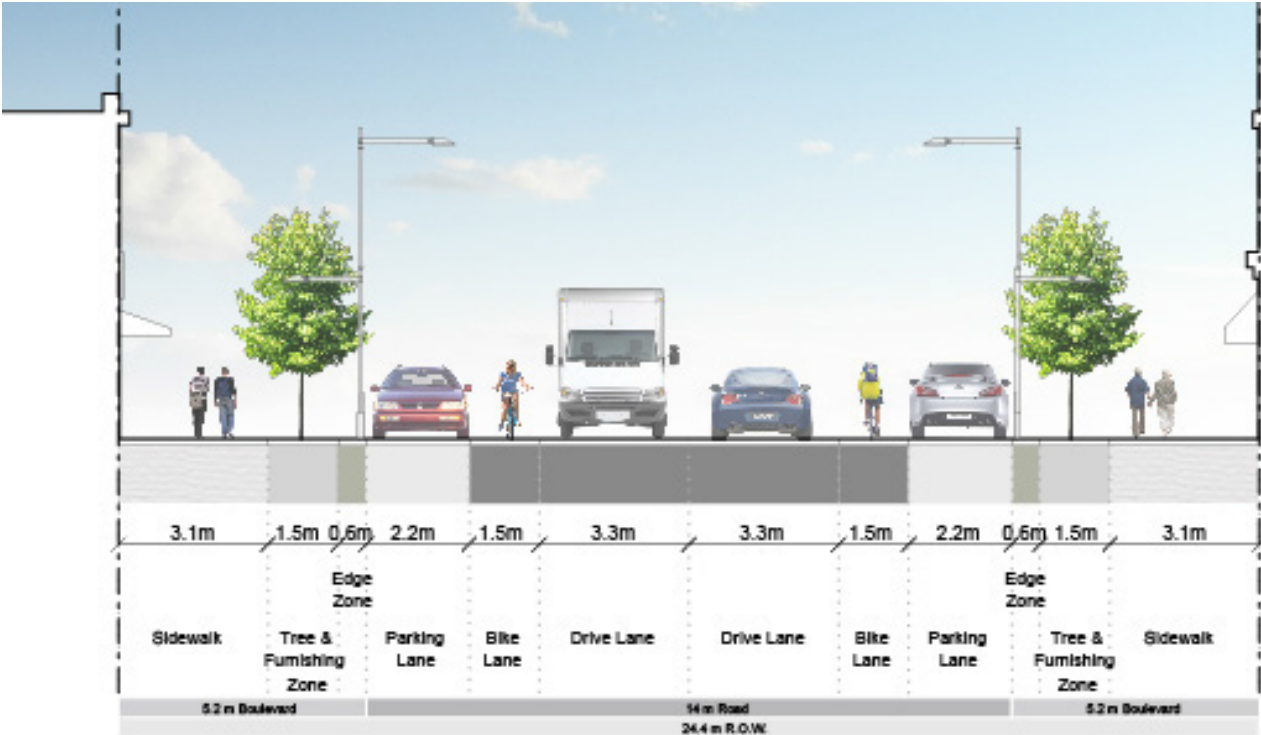 3.1m 1.5m 0.6m 2.2m 1.5m 3.3m 3.3m 1.5m 2.2m 0.6m 1.5m 3.1m
Edge
Zone
Edge
Zone
Sidewalk
Tree &
Furnishing
Zone
Parking
Lane
Bike
Lane
Drive Lane
Drive Lane
Bike
Lane
Parking
Lane
Tree &
Furnishing
Zone
Sidewalk
5.2 m Boulevard
14 m Road
5.2 m Boulevard
24.4 m R.O.W.